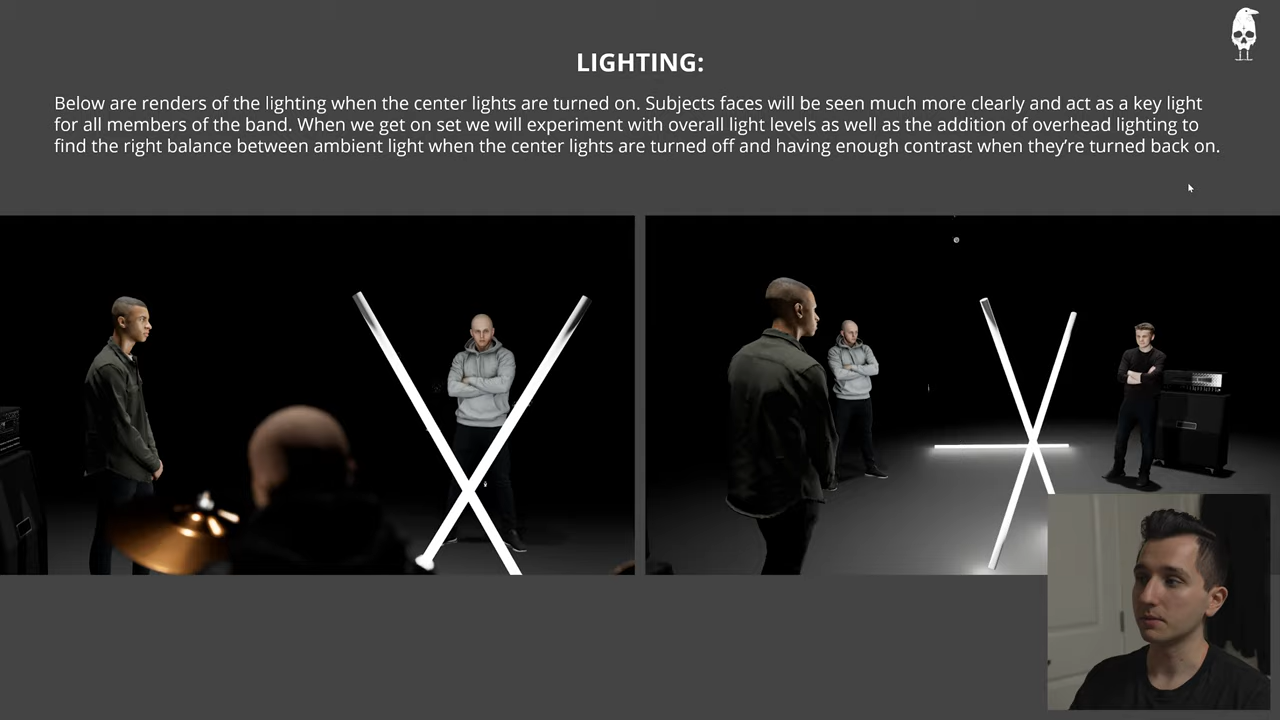 LIGHTING:
Below are renders of the lighting when the center lights are turned on. Subjects faces will be seen much more clearly and act as a key light
for all members of the band. When we get on set we will experiment with overall light levels as well as the addition of overhead lighting to
find the right balance between ambient light when the center lights are turned off and having enough contrast when they’re turned back on.